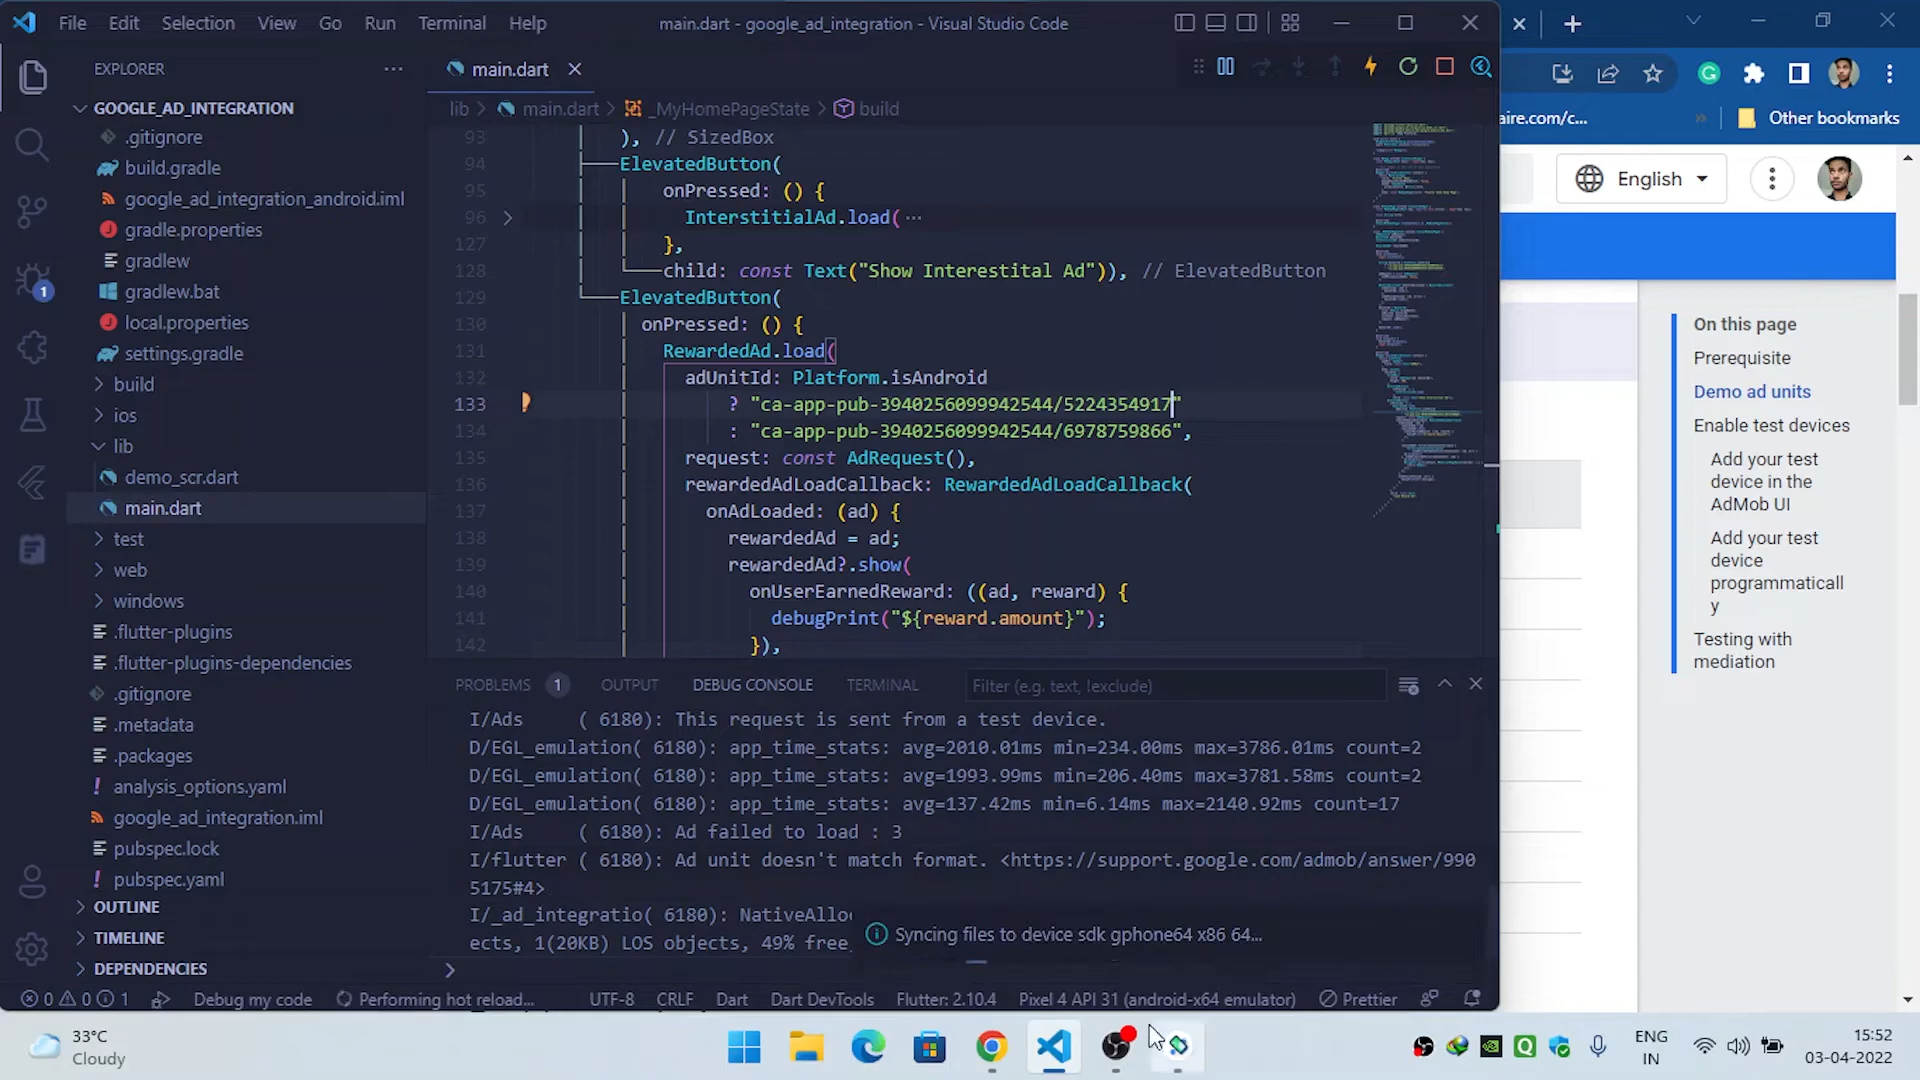 File Edit Selection View Go Run Terminal Help
main.dart - google_ad_integration - Visual Studio Code
EXPLORER
GOOGLE_AD_INTEGRATION
.gitignore
build.gradle
google_ad_integration_android.iml
gradle.properties
gradlew
gradlew.bat
local.properties
settings.gradle
build
ios
lib
demo_scr.dart
main.dart
test
web
windows
.flutter-plugins
.flutter-plugins-dependencies
.gitignore
.metadata
.packages
analysis_options.yaml
google_ad_integration.iml
pubspec.lock
pubspec.yaml
OUTLINE
TIMELINE
DEPENDENCIES
1
main.dart
lib > main.dart > _MyHomePageState > build
93 ), // SizedBox
94 ElevatedButton(
95 onPressed: () {
96 InterstitialAd.load( ···
127 },
128 child: const Text("Show Interestital Ad")), // ElevatedButton
129 ElevatedButton(
130 onPressed: () {
131 RewardedAd.load(
132 adUnitId: Platform.isAndroid
133 ? "ca-app-pub-3940256099942544/5224354917"
134 : "ca-app-pub-3940256099942544/6978759866",
135 request: const AdRequest(),
136 rewardedAdLoadCallback: RewardedAdLoadCallback(
137 onAdLoaded: (ad) {
138 rewardedAd = ad;
139 rewardedAd?.show(
140 onUserEarnedReward: ((ad, reward) {
141 debugPrint("${reward.amount}");
142 }),
PROBLEMS 1 OUTPUT DEBUG CONSOLE TERMINAL Filter (e.g. text, !exclude)
I/Ads ( 6180): This request is sent from a test device.
D/EGL_emulation( 6180): app_time_stats: avg=2010.01ms min=234.00ms max=3786.01ms count=2
D/EGL_emulation( 6180): app_time_stats: avg=1993.99ms min=206.40ms max=3781.58ms count=2
D/EGL_emulation( 6180): app_time_stats: avg=137.42ms min=6.14ms max=2140.92ms count=17
I/Ads ( 6180): Ad failed to load : 3
I/flutter ( 6180): Ad unit doesn't match format. <https://support.google.com/admob/answer/990
5175#4>
I/_ad_integratio( 6180): NativeAlloc
ects, 1(20KB) LOS objects, 49% free
Syncing files to device sdk gphone64 x86 64...
0 0 1 Debug my code Performing hot reload... UTF-8 CRLF Dart Dart DevTools Flutter: 2.10.4 Pixel 4 API 31 (android-x64 emulator) Prettier
aire.com/c...
» Other bookmarks
English
On this page
Prerequisite
Demo ad units
Enable test devices
Add your test
device in the
AdMob UI
Add your test
device
programmaticall
y
Testing with
mediation
33°C
Cloudy
ENG
IN
15:52
03-04-2022